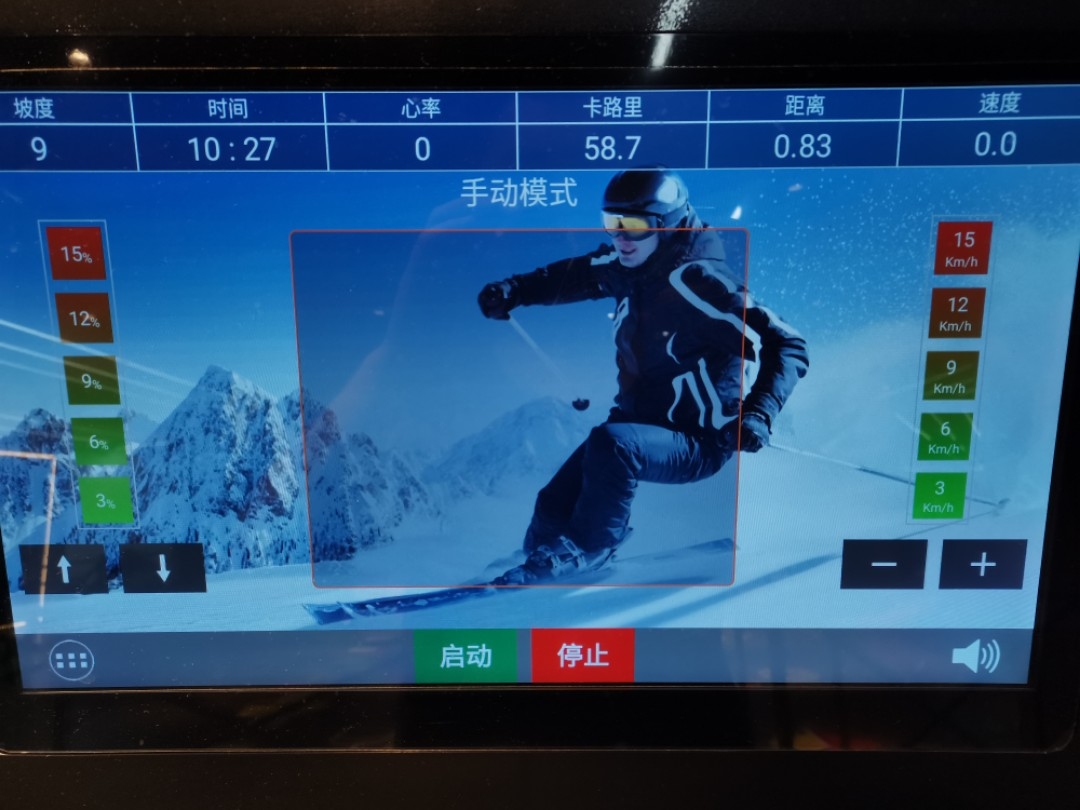 坡度 时间 心率 卡路里 距离 速度
9 10:27 0 58.7 0.83 0.0
手动模式
15% 15 Km/h
12% 12 Km/h
9% 9 Km/h
6% 6 Km/h
3% 3 Km/h
↑ ↓ − +
启动 停止